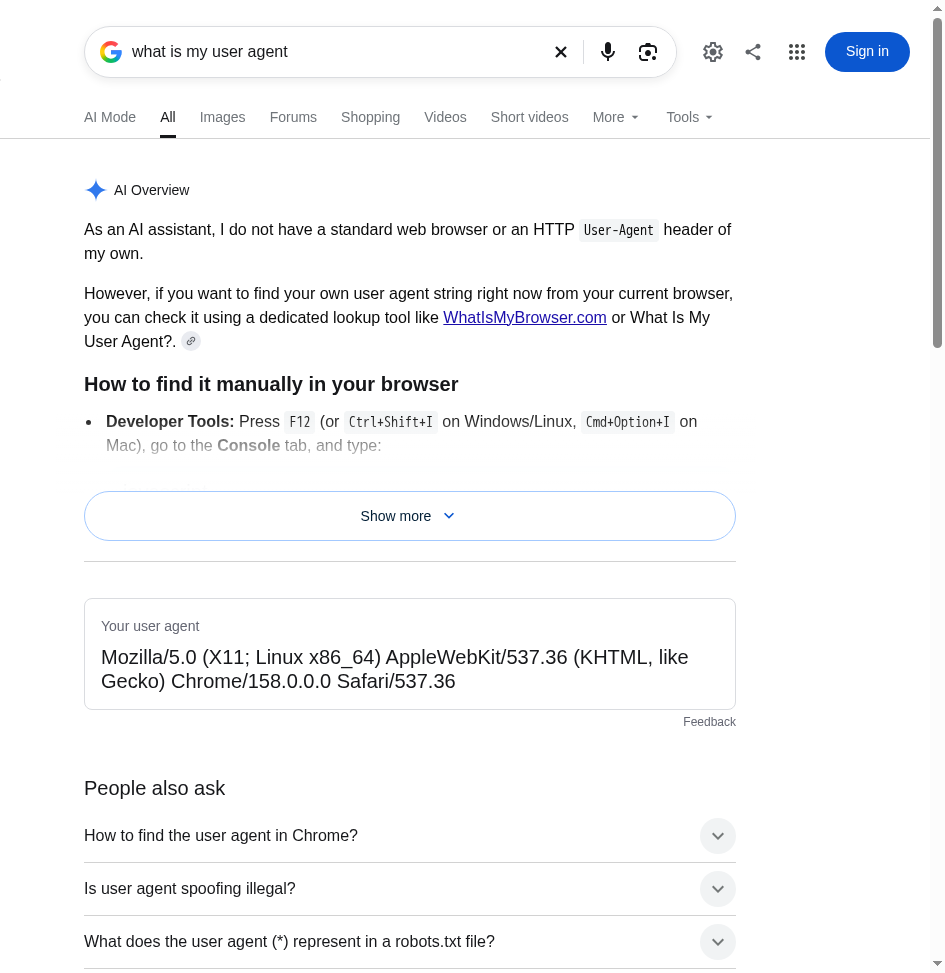 what is my user agent
Sign in
AI Mode
All
Images
Forums
Shopping
Videos
Short videos
More
Tools
AI Overview
As an AI assistant, I do not have a standard web browser or an HTTP User-Agent header of
my own.
However, if you want to find your own user agent string right now from your current browser,
you can check it using a dedicated lookup tool like WhatIsMyBrowser.com or What Is My
User Agent?.
How to find it manually in your browser
• Developer Tools: Press F12 (or Ctrl+Shift+I on Windows/Linux, Cmd+Option+I on
Mac), go to the Console tab, and type:
Show more
Your user agent
Mozilla/5.0 (X11; Linux x86_64) AppleWebKit/537.36 (KHTML, like
Gecko) Chrome/158.0.0.0 Safari/537.36
Feedback
People also ask
How to find the user agent in Chrome?
Is user agent spoofing illegal?
What does the user agent (*) represent in a robots.txt file?